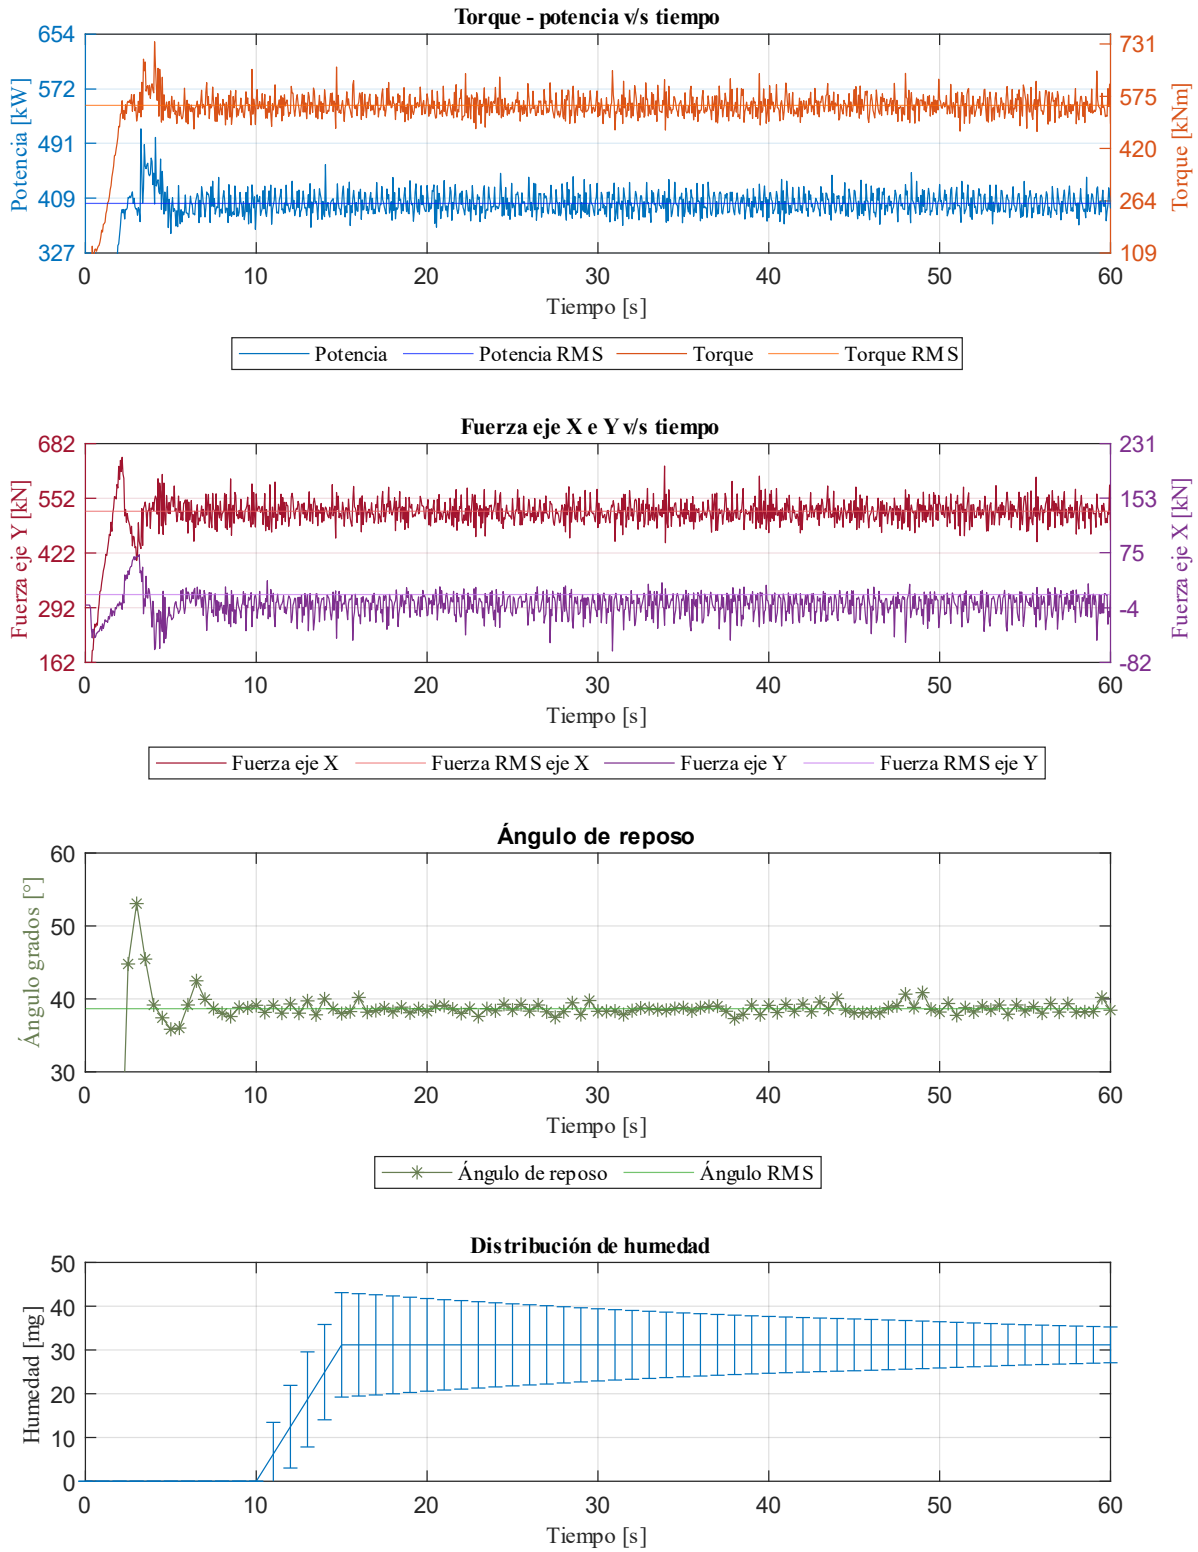 Torque - potencia v/s tiempo
Potencia [kW]
654
572
491
409
327
731
575
420
264
109
Torque [kNm]
0 10 20 30 40 50 60
Tiempo [s]
Potencia Potencia RMS Torque Torque RMS
Fuerza eje X e Y v/s tiempo
Fuerza eje Y [kN]
682
552
422
292
162
231
153
75
-4
-82
Fuerza eje X [kN]
0 10 20 30 40 50 60
Tiempo [s]
Fuerza eje X Fuerza RMS eje X Fuerza eje Y Fuerza RMS eje Y
Ángulo de reposo
Ángulo grados [°]
60
50
40
30
0 10 20 30 40 50 60
Tiempo [s]
Ángulo de reposo Ángulo RMS
Distribución de humedad
Humedad [mg]
50
40
30
20
10
0
0 10 20 30 40 50 60
Tiempo [s]